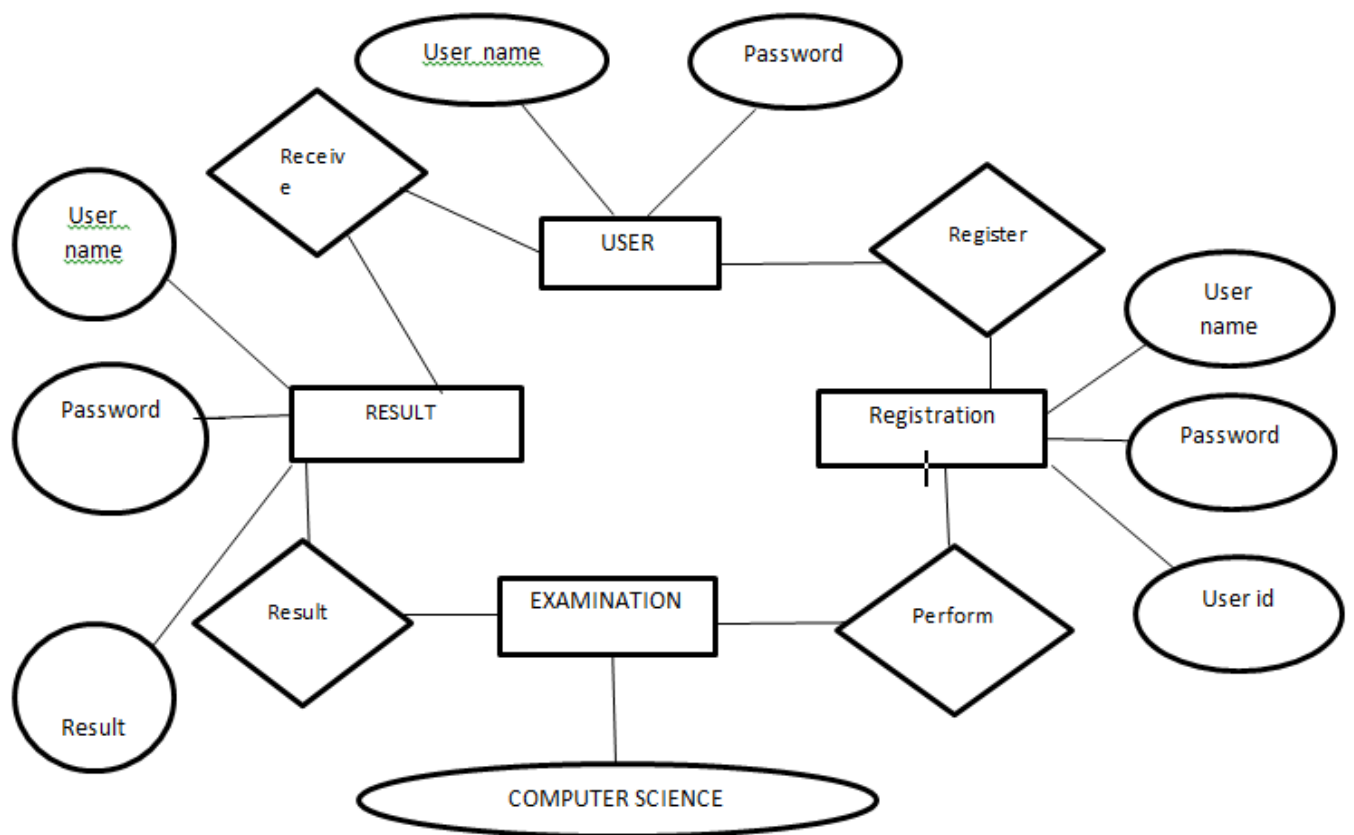 User name
Password
Receiv
e
Register
User
name
USER
User
name
Password
RESULT
Registration
Password
Result
EXAMINATION
Perform
User id
Result
COMPUTER SCIENCE